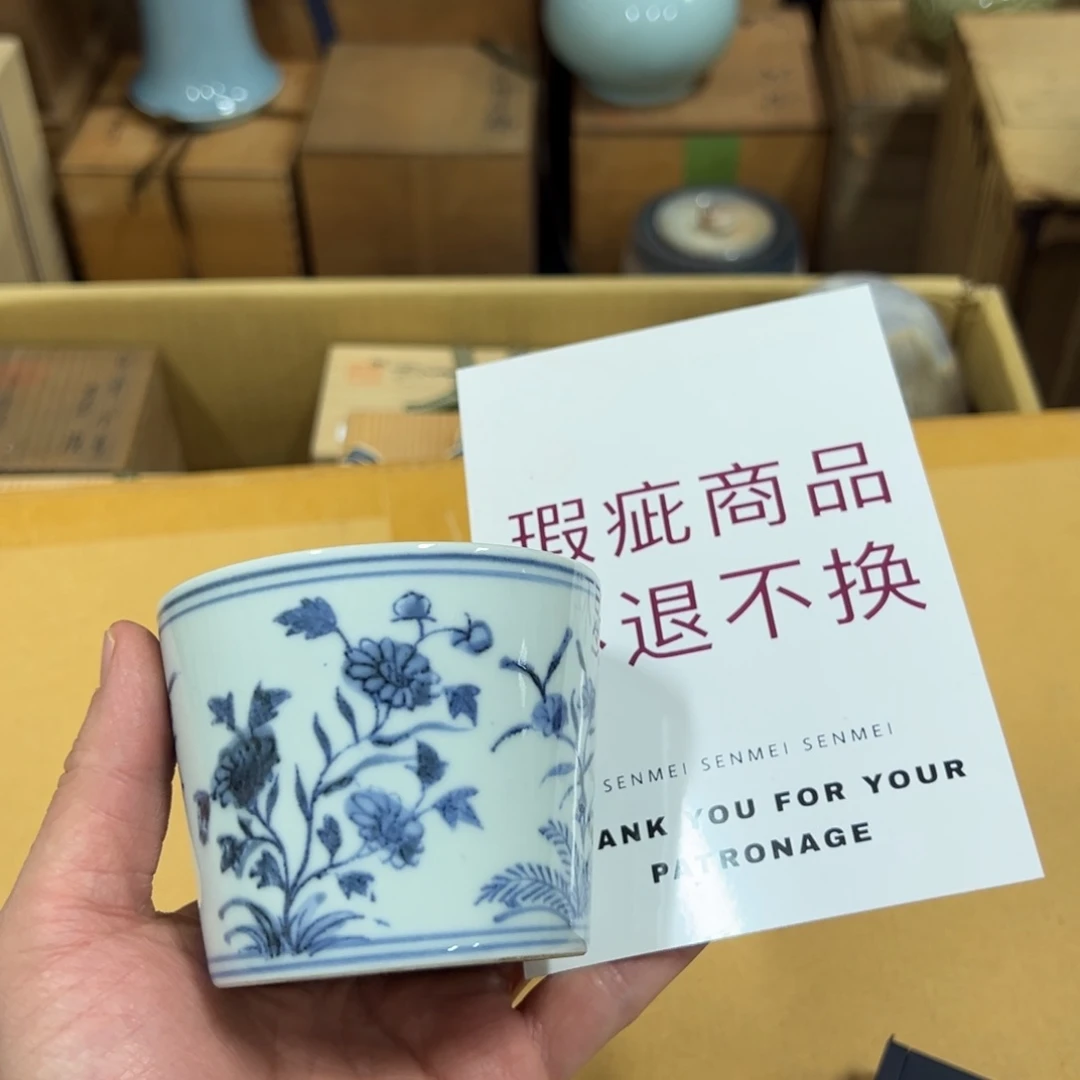 瑕疵商品
退不换
SENMEI SENMEI SENMEI
ANK YOU FOR YOUR
PATRONAGE